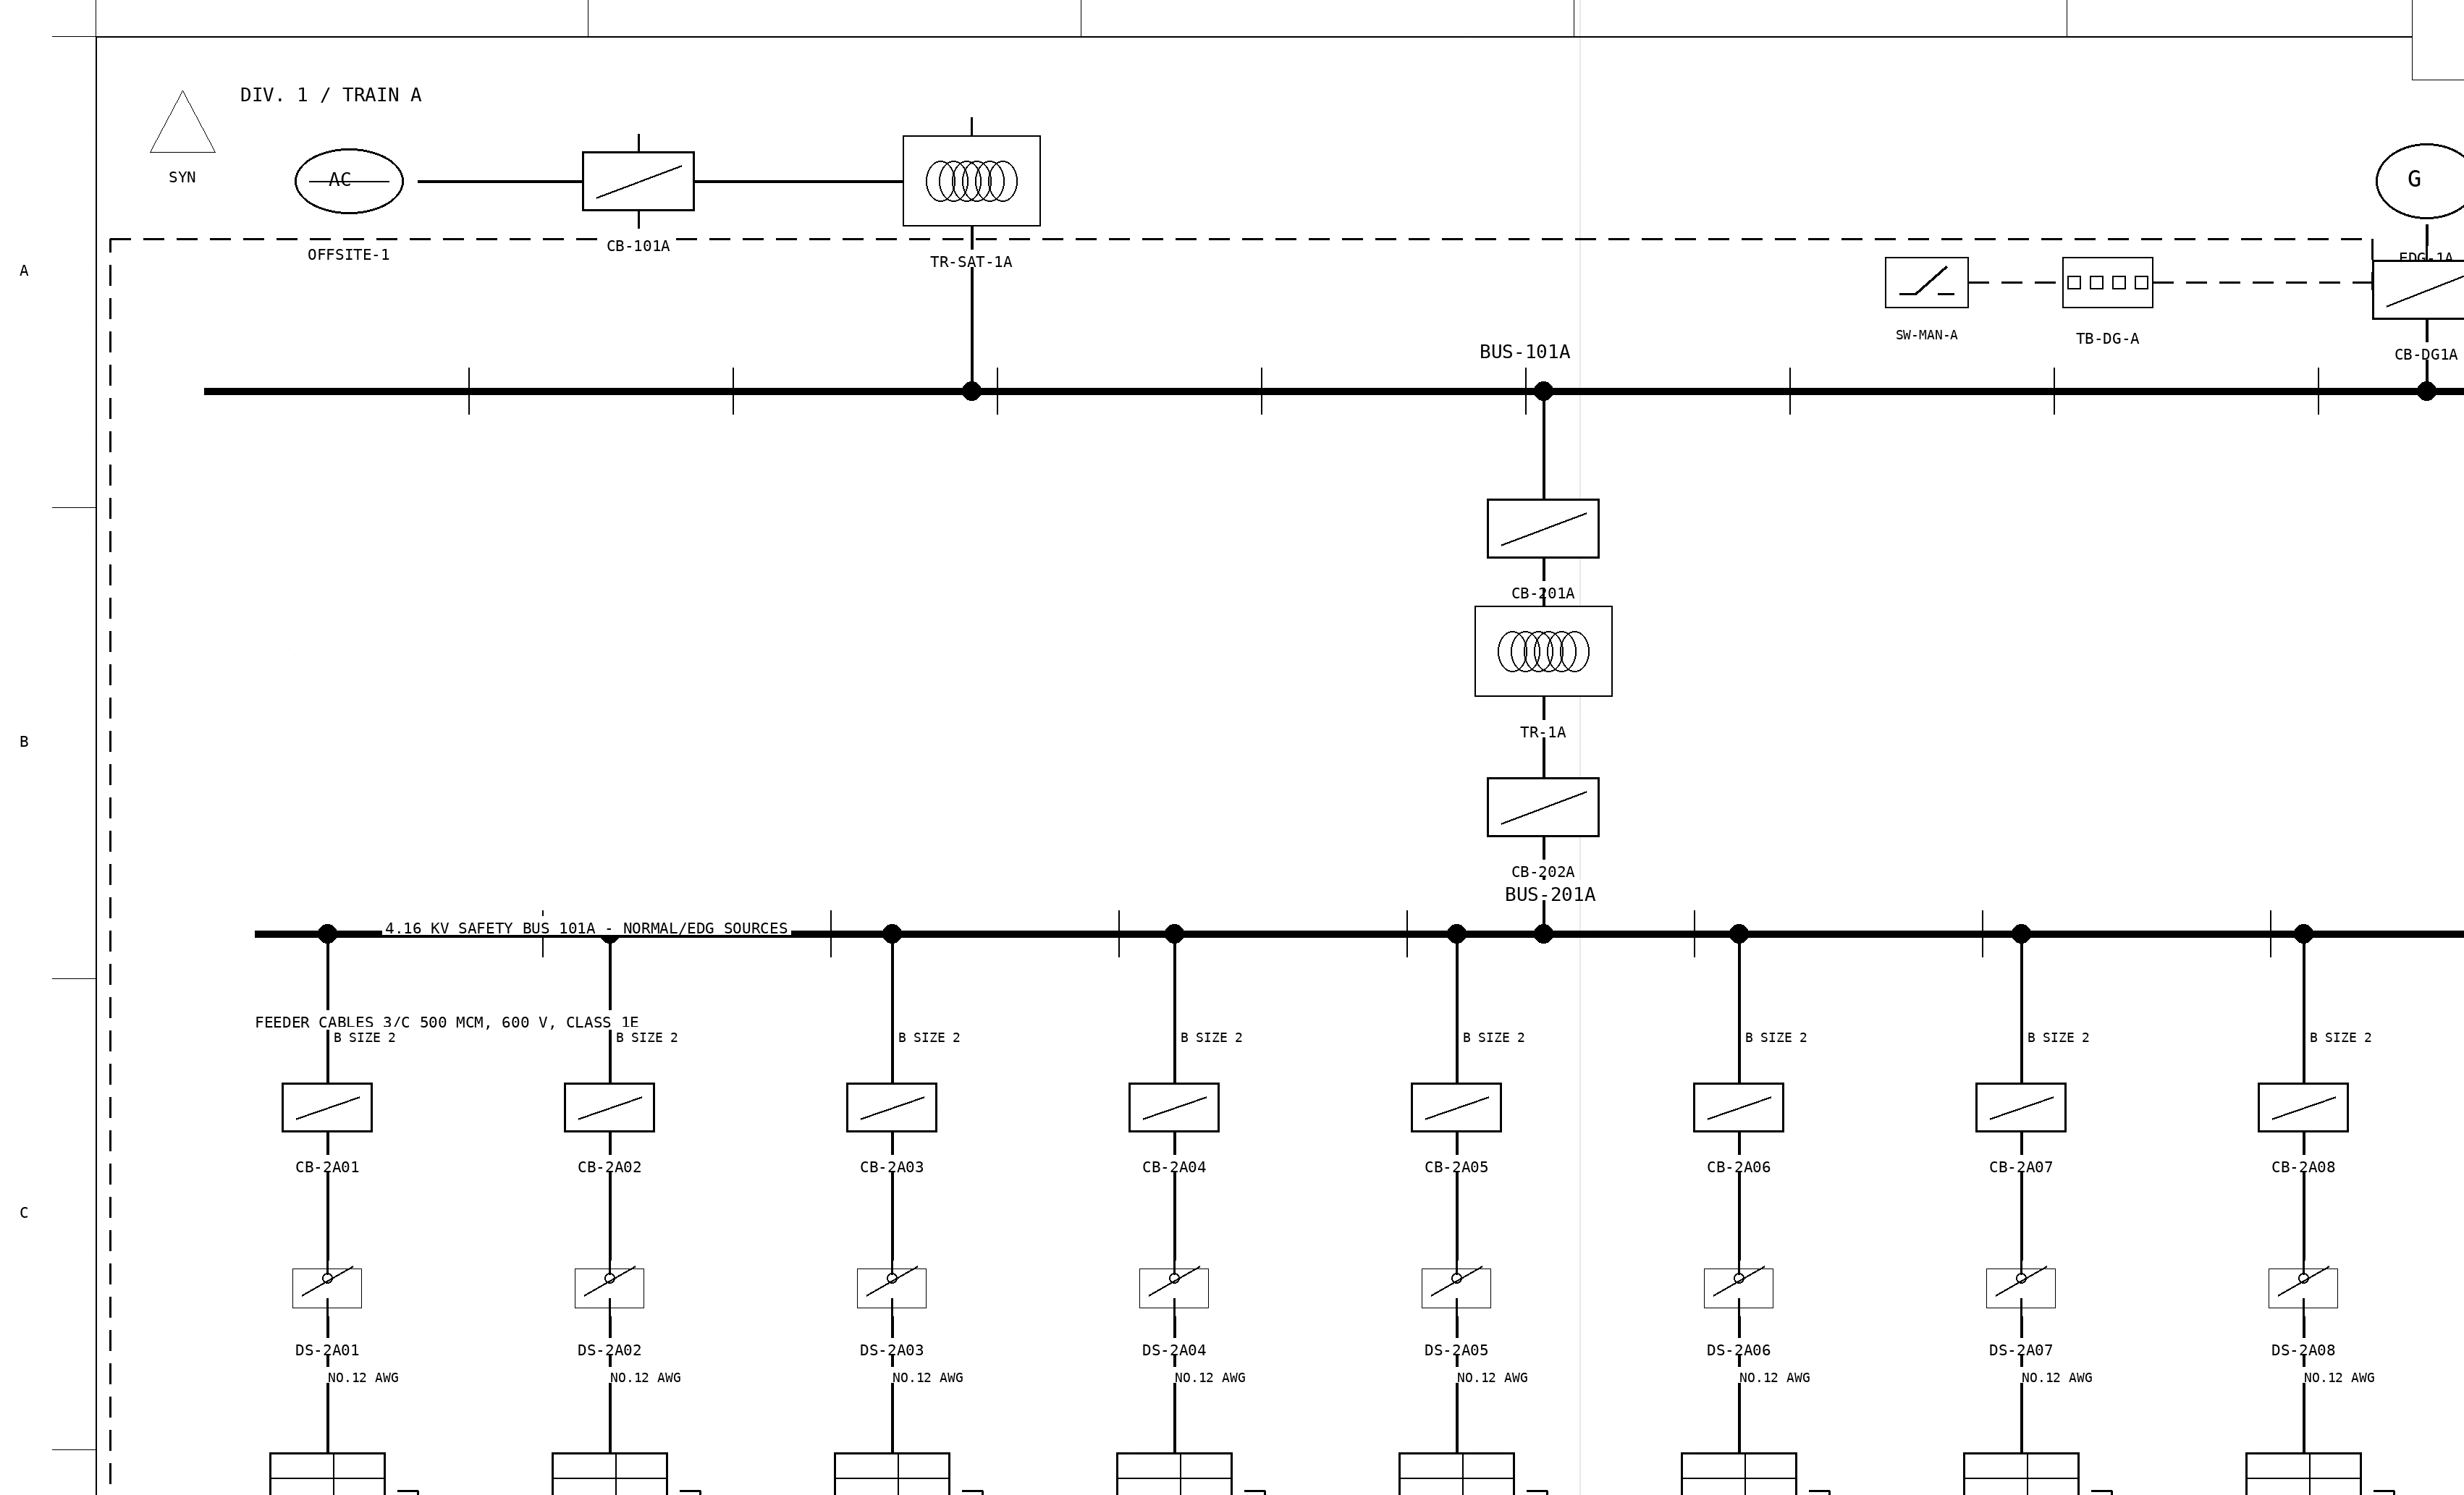 DIV. 1 / TRAIN A
SYN
AC
G
OFFSITE-1
CB-101A
TR-SAT-1A
EDG-1A
A
SW-MAN-A
TB-DG-A
CB-DG1A
BUS-101A
CB-201A
TR-1A
B
CB-202A
BUS-201A
4.16 KV SAFETY BUS 101A - NORMAL/EDG SOURCES
FEEDER CABLES 3/C 500 MCM, 600 V, CLASS 1E
B SIZE 2 B SIZE 2 B SIZE 2 B SIZE 2 B SIZE 2 B SIZE 2 B SIZE 2 B SIZE 2
CB-2A01 CB-2A02 CB-2A03 CB-2A04 CB-2A05 CB-2A06 CB-2A07 CB-2A08
C
DS-2A01 DS-2A02 DS-2A03 DS-2A04 DS-2A05 DS-2A06 DS-2A07 DS-2A08
NO.12 AWG NO.12 AWG NO.12 AWG NO.12 AWG NO.12 AWG NO.12 AWG NO.12 AWG NO.12 AWG